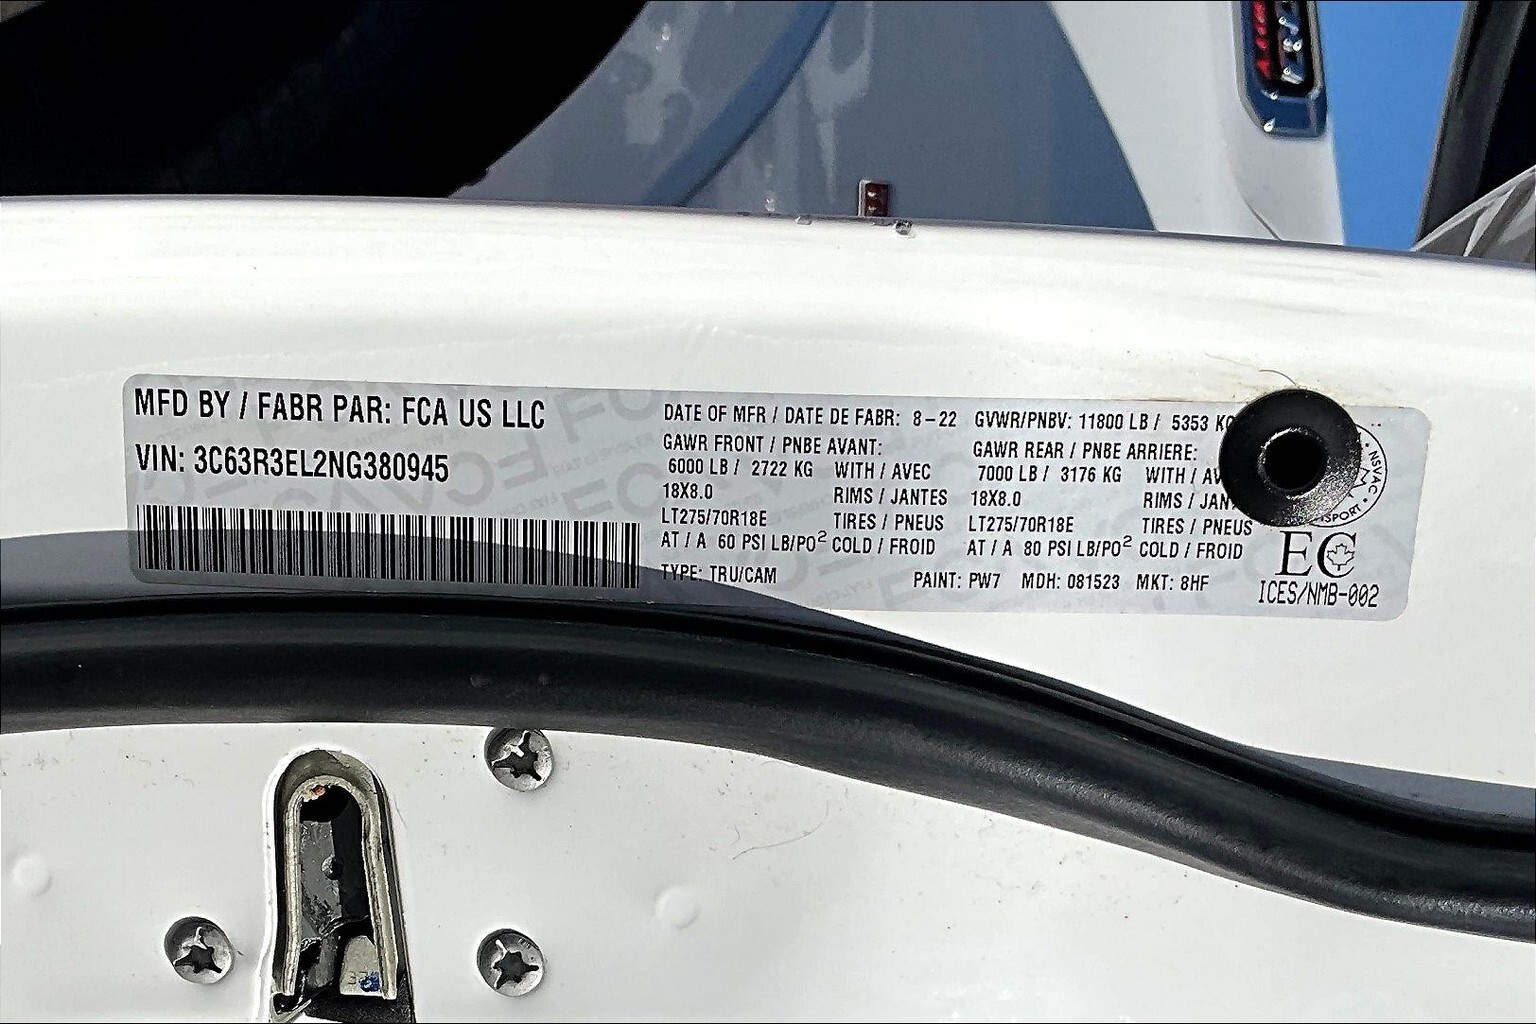 MFD BY / FABR PAR: FCA US LLC
VIN: 3C63R3EL2NG380945
DATE OF MFR / DATE DE FABR: 8-22 GVWR/PNBV: 11800 LB / 5353 KG
GAWR FRONT / PNBE AVANT: GAWR REAR / PNBE ARRIERE:
6000 LB / 2722 KG WITH / AVEC 7000 LB / 3176 KG WITH /
18X8.0 RIMS / JANTES 18X8.0 RIMS /
LT275/70R18E TIRES / PNEUS LT275/70R18E TIRES / PNEUS
AT / A 60 PSI LB/PO² COLD / FROID AT / A 80 PSI LB/PO² COLD / FROID
TYPE: TRU/CAM PAINT: PW7 MDH: 081523 MKT: 8HF
NSVAC
EC
ICES/NMB-002